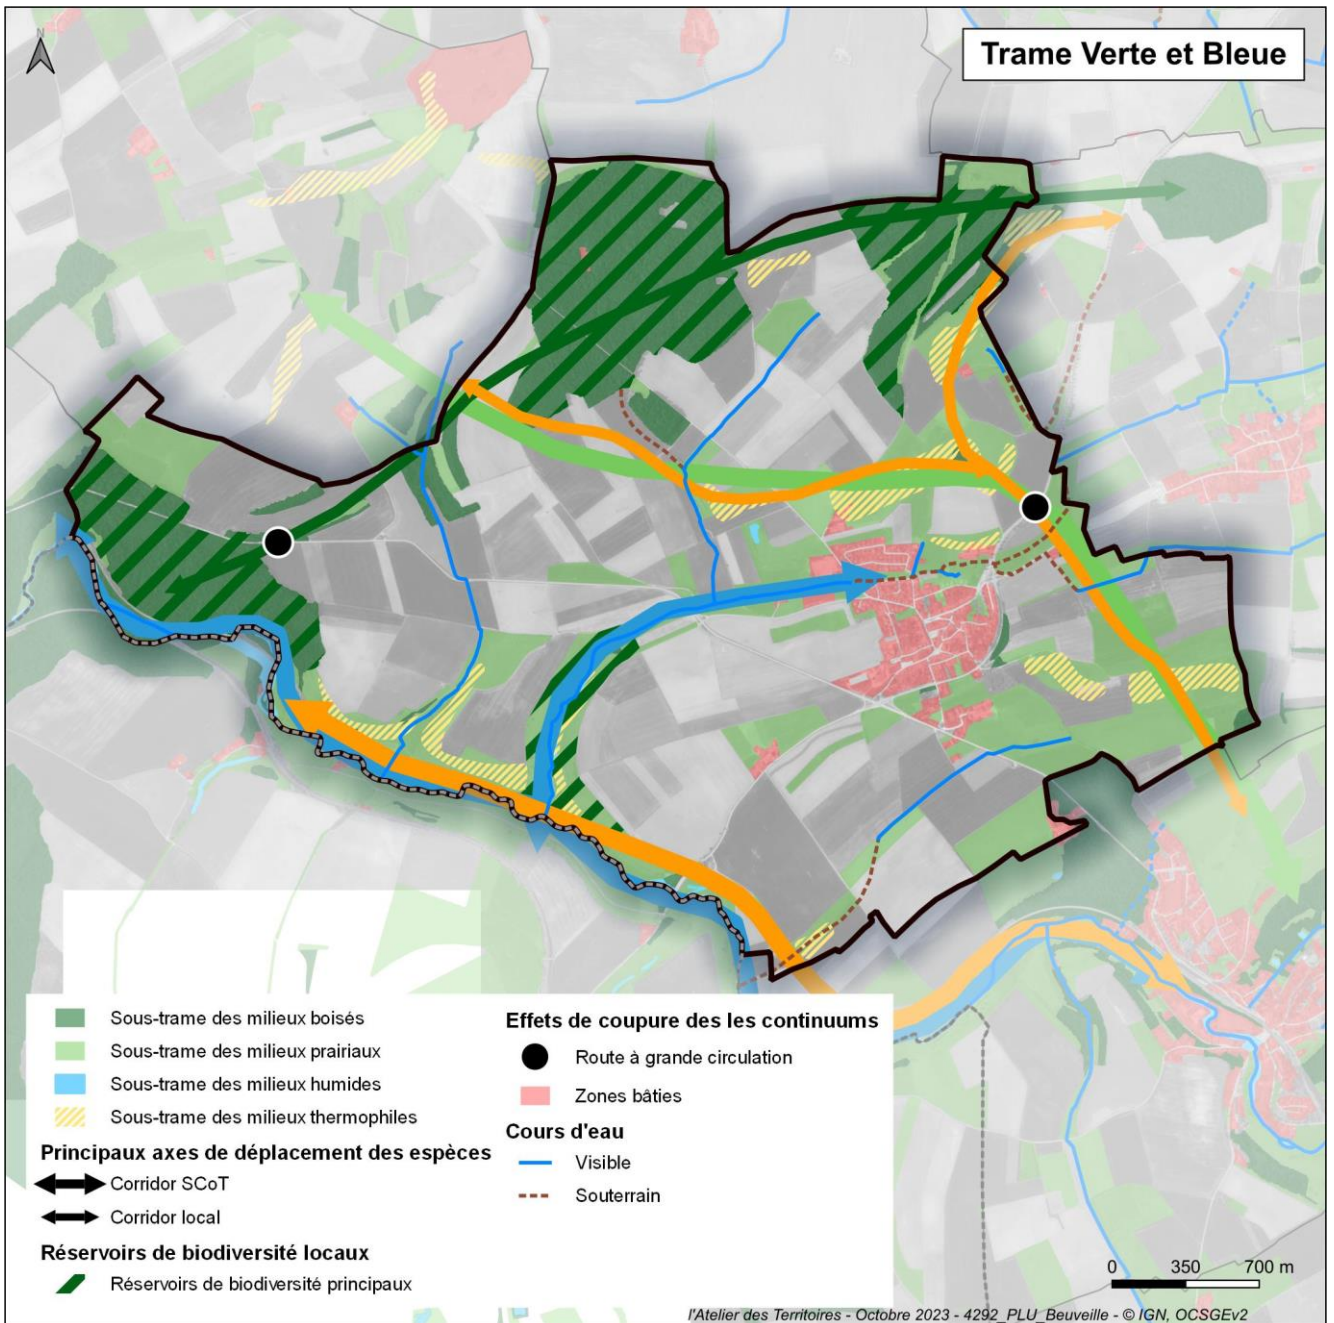 N
Trame Verte et Bleue
Sous-trame des milieux boisés
Sous-trame des milieux prairiaux
Sous-trame des milieux humides
Sous-trame des milieux thermophiles
Principaux axes de déplacement des espèces
Corridor SCoT
Corridor local
Réservoirs de biodiversité locaux
Réservoirs de biodiversité principaux
Effets de coupure des les continuums
Route à grande circulation
Zones bâties
Cours d'eau
Visible
Souterrain
0 350 700 m
l'Atelier des Territoires - Octobre 2023 - 4292_PLU_Beuveille - © IGN, OCSGEv2